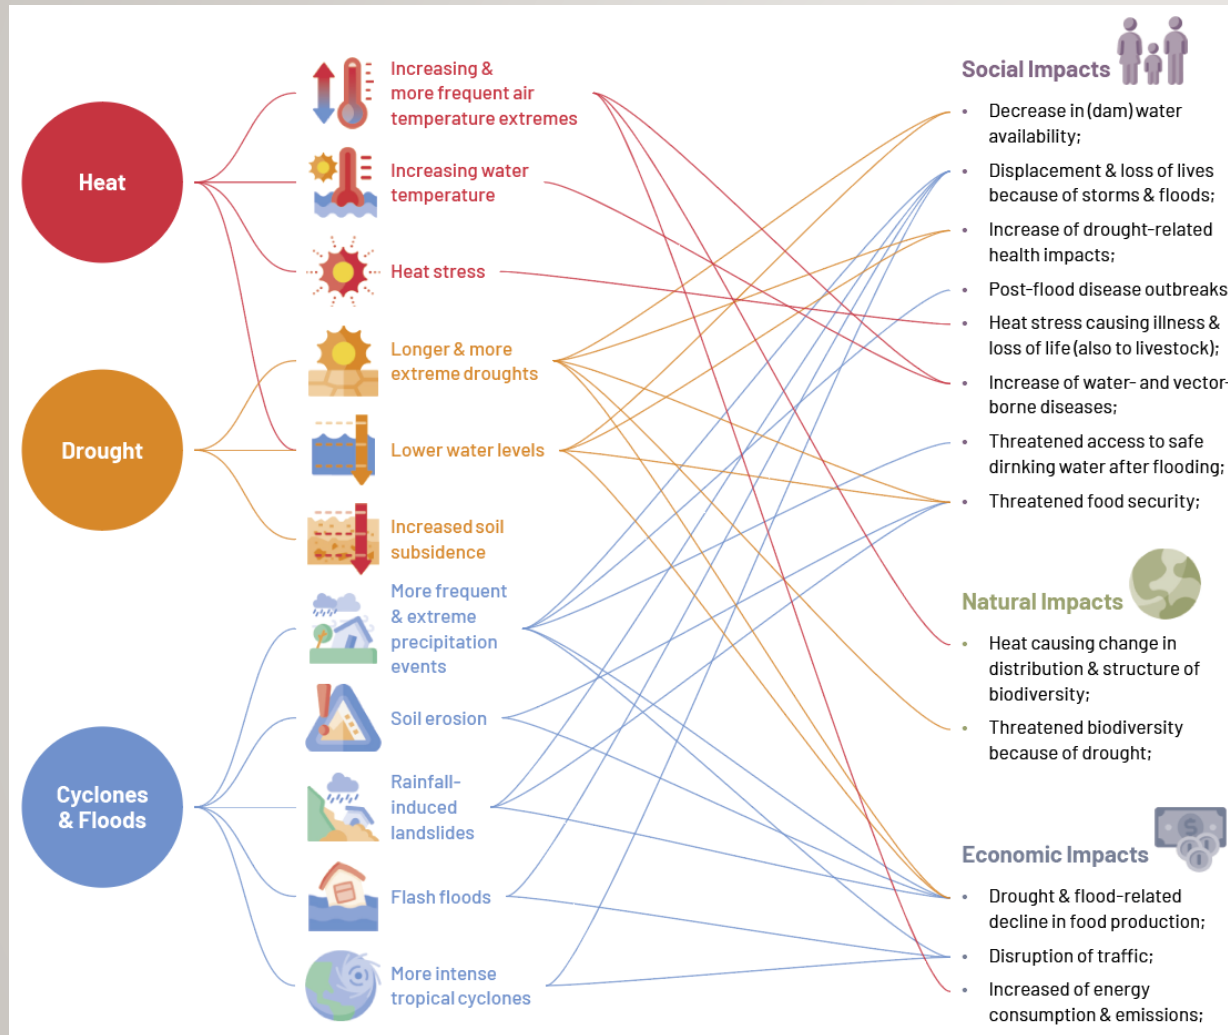 Heat
Increasing &
more frequent air
temperature extremes
Increasing water
temperature
Heat stress
Drought
Longer & more
extreme droughts
Lower water levels
Increased soil
subsidence
Cyclones
& Floods
More frequent
& extreme
precipitation
events
Soil erosion
Rainfall-
induced
landslides
Flash floods
More intense
tropical cyclones
Social Impacts
• Decrease in (dam) water
availability;
• Displacement & loss of lives
because of storms & floods;
• Increase of drought-related
health impacts;
• Post-flood disease outbreaks
• Heat stress causing illness &
loss of life (also to livestock);
• Increase of water- and vector-
borne diseases;
• Threatened access to safe
dirnking water after flooding;
• Threatened food security;
Natural Impacts
• Heat causing change in
distribution & structure of
biodiversity;
• Threatened biodiversity
because of drought;
Economic Impacts
• Drought & flood-related
decline in food production;
• Disruption of traffic;
• Increased of energy
consumption & emissions;